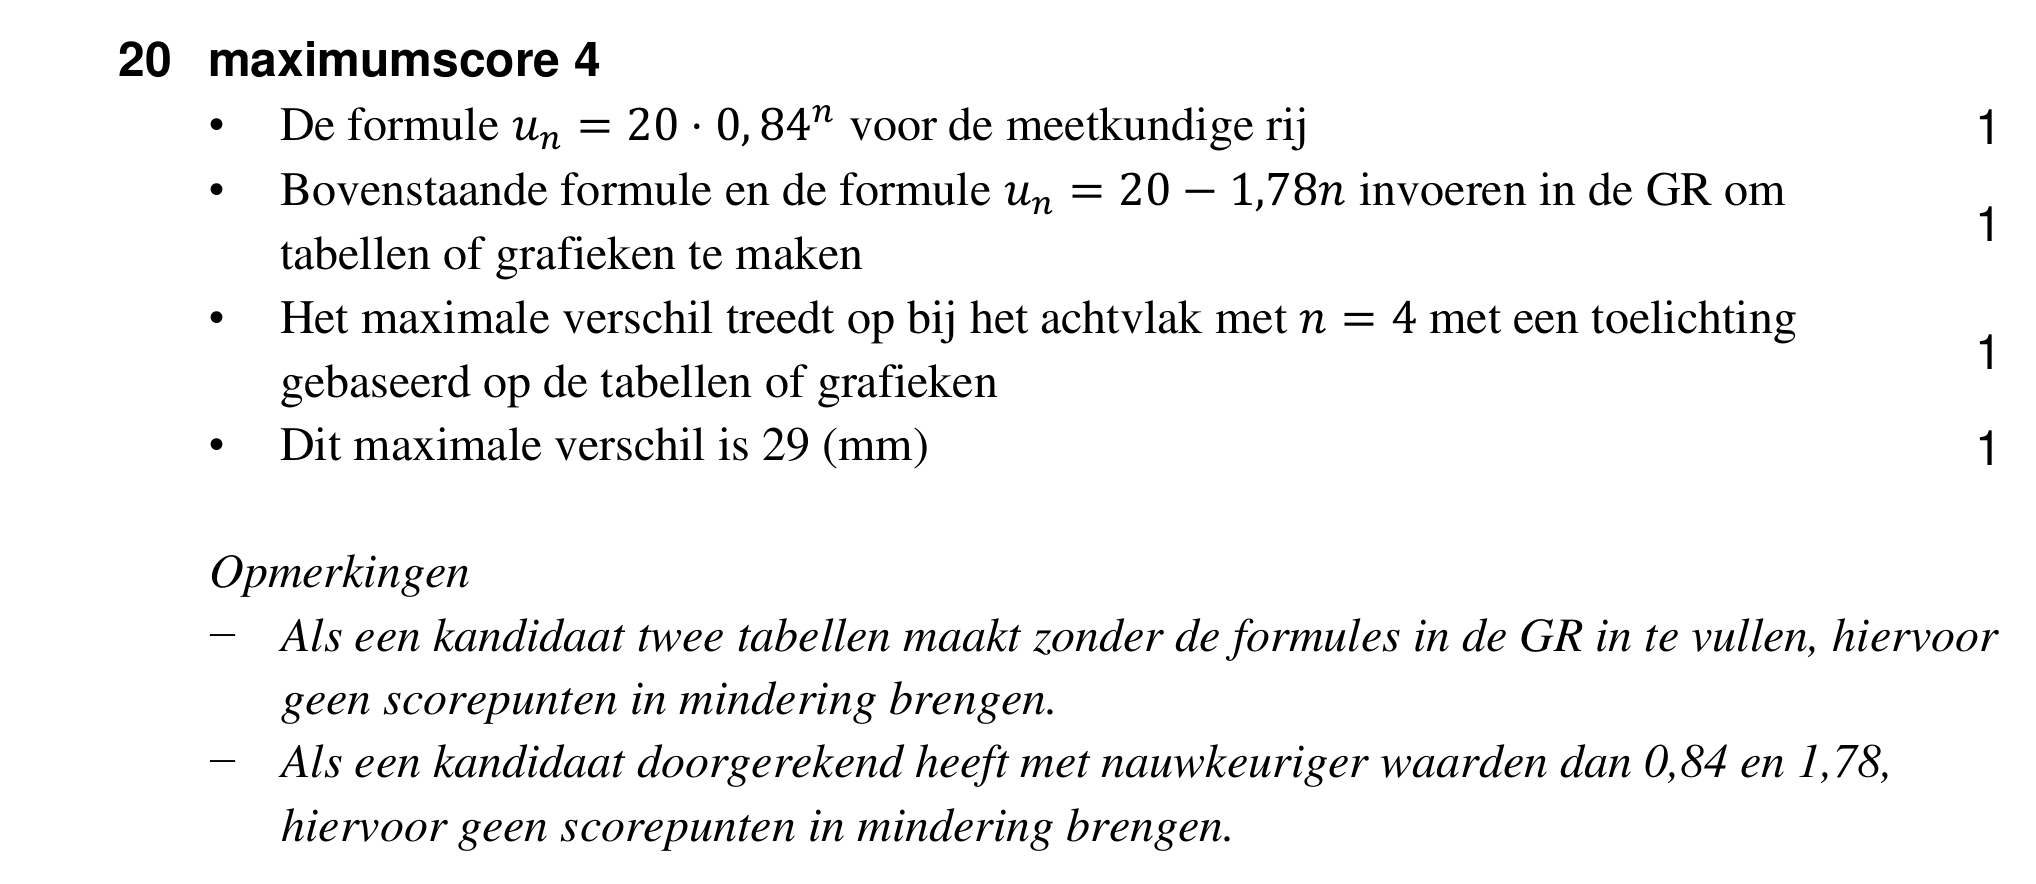 20 maximumscore 4
• De formule uₙ = 20 · 0,84ⁿ voor de meetkundige rij 1
• Bovenstaande formule en de formule uₙ = 20 − 1,78n invoeren in de GR om
tabellen of grafieken te maken 1
• Het maximale verschil treedt op bij het achtvlak met n = 4 met een toelichting
gebaseerd op de tabellen of grafieken 1
• Dit maximale verschil is 29 (mm) 1
Opmerkingen
− Als een kandidaat twee tabellen maakt zonder de formules in de GR in te vullen, hiervoor
geen scorepunten in mindering brengen.
− Als een kandidaat doorgerekend heeft met nauwkeuriger waarden dan 0,84 en 1,78,
hiervoor geen scorepunten in mindering brengen.